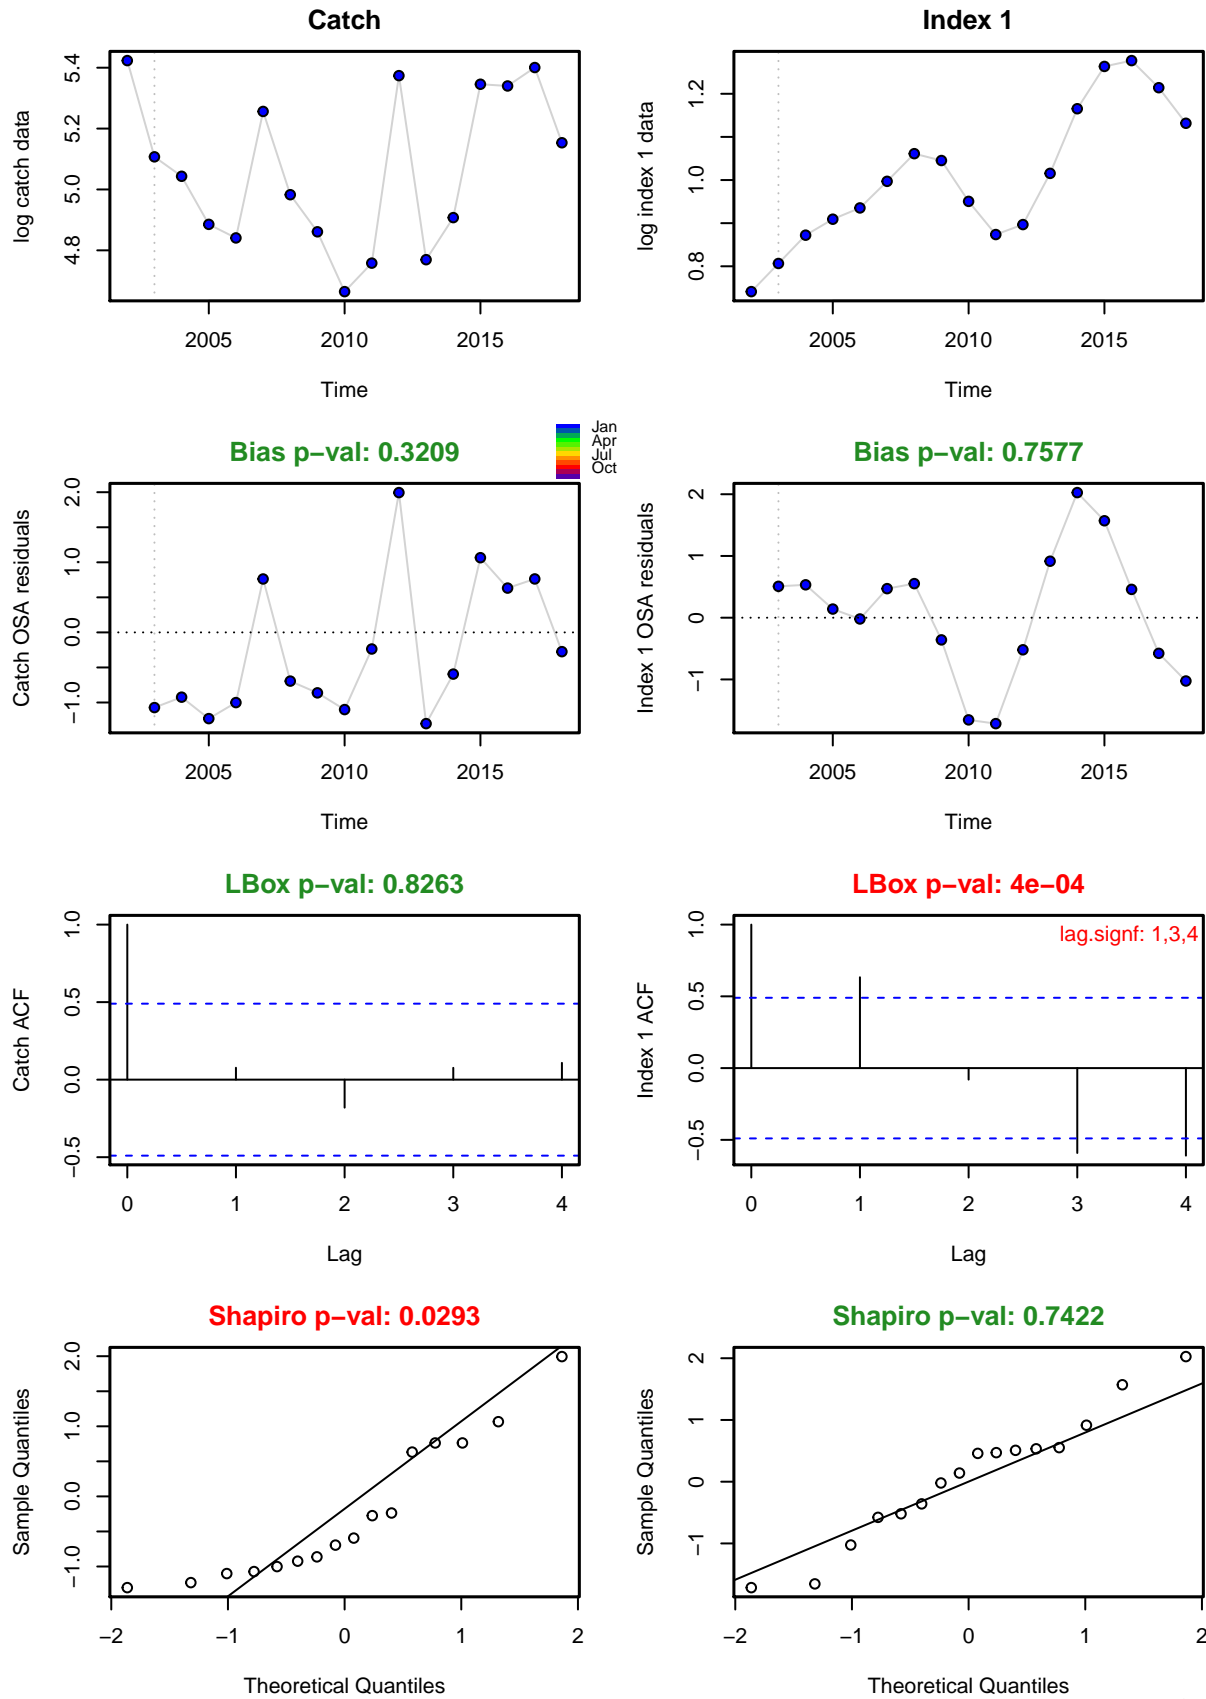 Catch
log catch data
5.4
5.2
5.0
4.8
2005 2010 2015
Time
Index 1
log index 1 data
1.2
1.0
0.8
2005 2010 2015
Time
Bias p−val: 0.3209
Jan
Apr
Jul
Oct
Catch OSA residuals
2.0
1.0
0.0
−1.0
2005 2010 2015
Time
Bias p−val: 0.7577
Index 1 OSA residuals
2
1
0
−1
2005 2010 2015
Time
LBox p−val: 0.8263
Catch ACF
1.0
0.5
0.0
−0.5
0 1 2 3 4
Lag
LBox p−val: 4e−04
lag.signf: 1,3,4
Index 1 ACF
1.0
0.5
0.0
−0.5
0 1 2 3 4
Lag
Shapiro p−val: 0.0293
Sample Quantiles
2.0
1.0
0.0
−1.0
−2 −1 0 1 2
Theoretical Quantiles
Shapiro p−val: 0.7422
Sample Quantiles
2
1
0
−1
−2 −1 0 1 2
Theoretical Quantiles